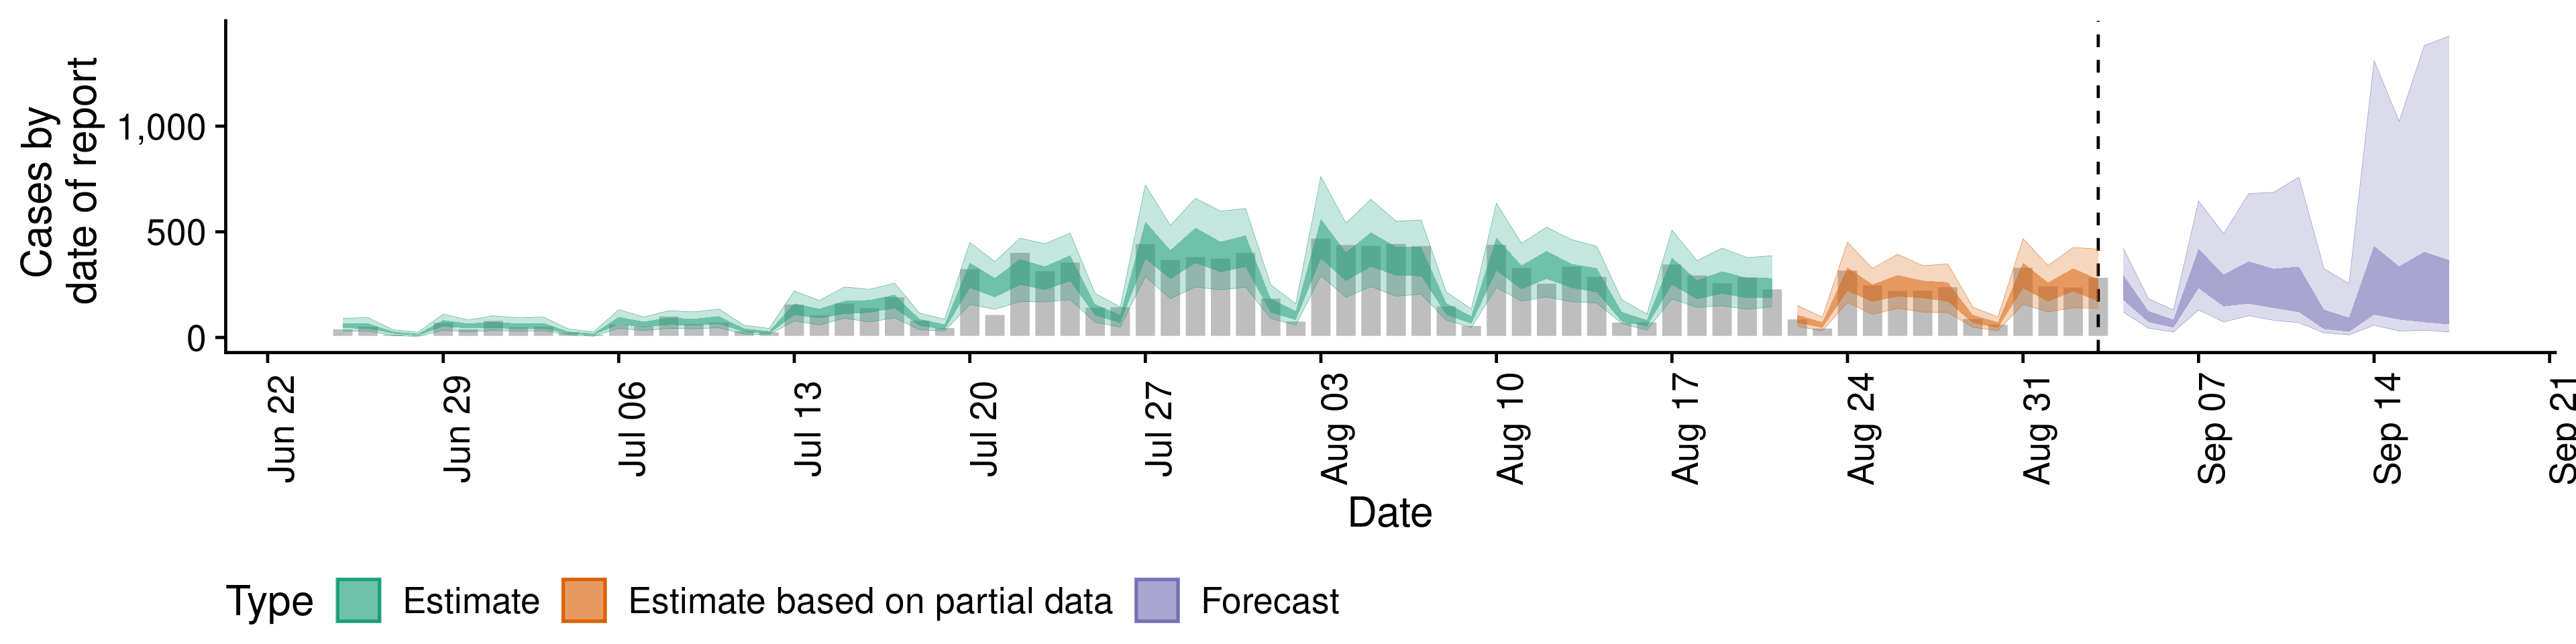 Cases by
date of report
1,000
500
0
Jun 22
Jun 29
Jul 06
Jul 13
Jul 20
Jul 27
Aug 03
Aug 10
Aug 17
Aug 24
Aug 31
Sep 07
Sep 14
Sep 21
Date
Type
Estimate
Estimate based on partial data
Forecast